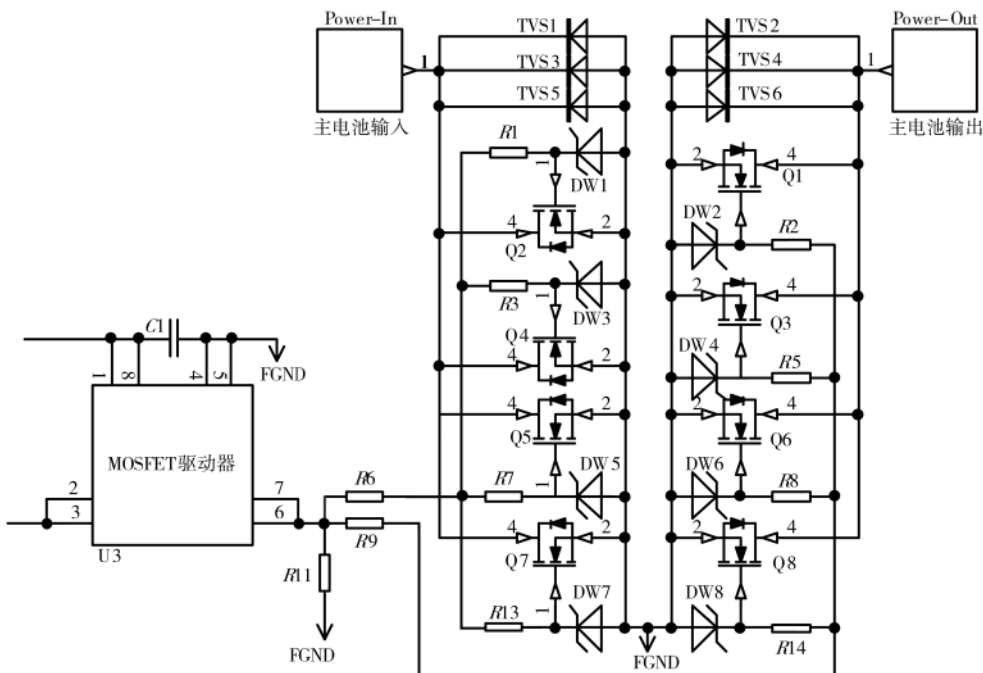 Power-In
TVS1
TVS2
Power-Out
1
TVS3
TVS4
1
TVS5
TVS6
主电池输入
主电池输出
R1
1
DW1
2
4
Q1
4
2
Q2
DW2
R2
R3
1
DW3
2
4
Q3
C1
Q4
4
2
DW4
R5
FGND
1
8
4
5
4
2
Q5
2
4
Q6
MOSFET驱动器
1
DW5
DW6
R6
R7
R8
2
7
3
6
R9
4
2
Q7
2
4
Q8
U3
R11
1
DW7
DW8
R13
R14
FGND
FGND